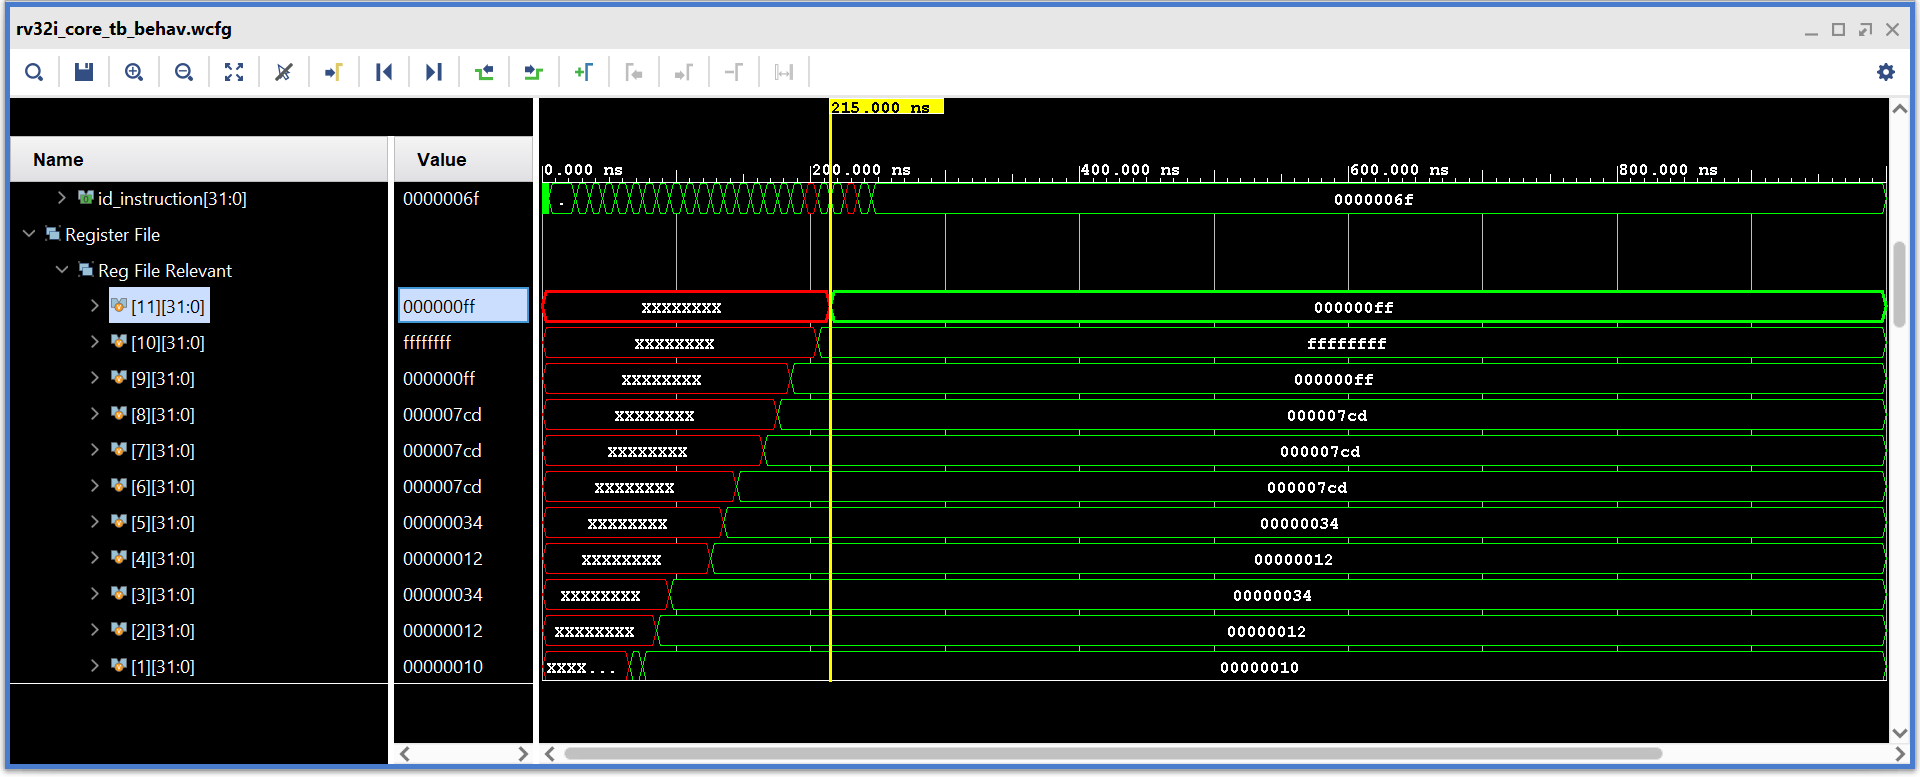 rv32i_core_tb_behav.wcfg
215.000 ns
Name Value 0.000 ns 200.000 ns 400.000 ns 600.000 ns 800.000 ns
id_instruction[31:0] 0000006f . 0000006f
Register File
Reg File Relevant
[11][31:0] 000000ff XXXXXXXX 000000ff
[10][31:0] ffffffff XXXXXXXX ffffffff
[9][31:0] 000000ff XXXXXXXX 000000ff
[8][31:0] 000007cd XXXXXXXX 000007cd
[7][31:0] 000007cd XXXXXXXX 000007cd
[6][31:0] 000007cd XXXXXXXX 000007cd
[5][31:0] 00000034 XXXXXXXX 00000034
[4][31:0] 00000012 XXXXXXXX 00000012
[3][31:0] 00000034 XXXXXXXX 00000034
[2][31:0] 00000012 XXXXXXXX 00000012
[1][31:0] 00000010 XXXX... 00000010